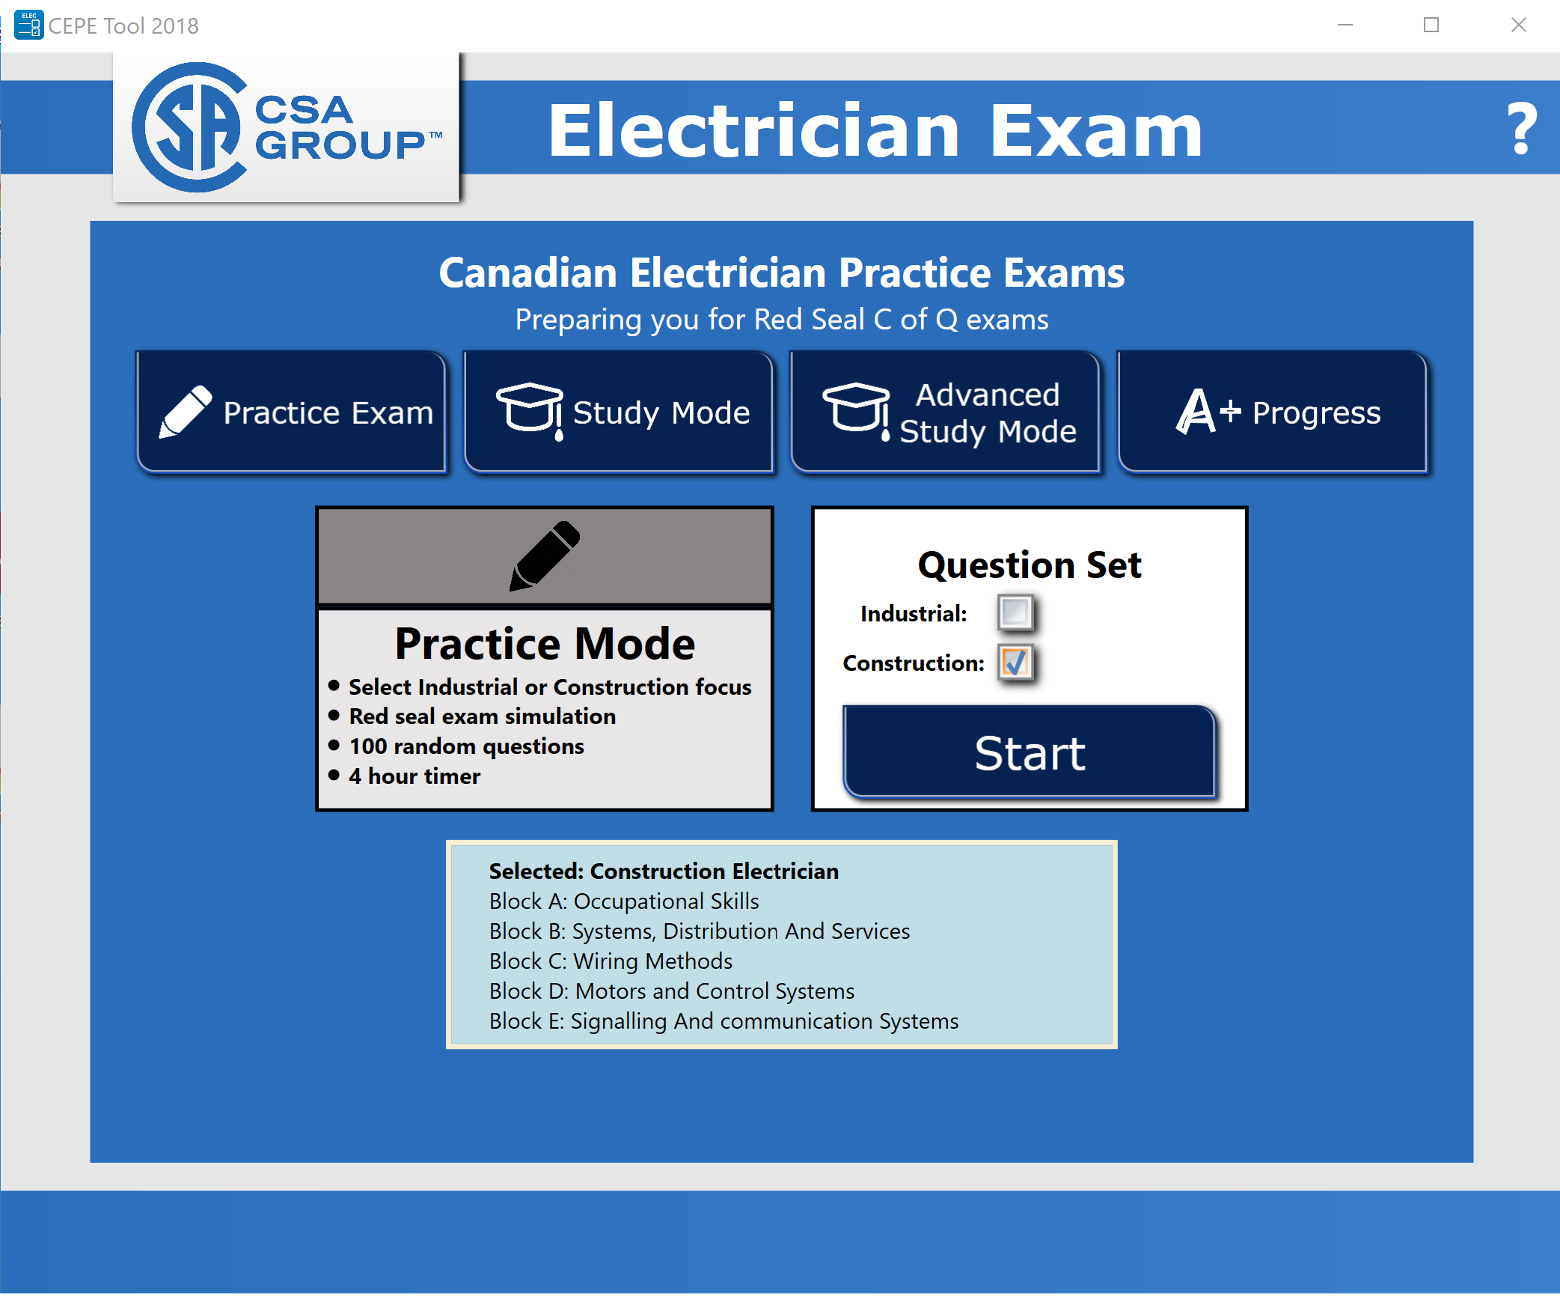 ELEC
CEPE Tool 2018
CSA
GROUP™
Electrician Exam
?
Canadian Electrician Practice Exams
Preparing you for Red Seal C of Q exams
Practice Exam
Study Mode
Advanced
Study Mode
A+ Progress
Practice Mode
• Select Industrial or Construction focus
• Red seal exam simulation
• 100 random questions
• 4 hour timer
Question Set
Industrial:
Construction:
Start
Selected: Construction Electrician
Block A: Occupational Skills
Block B: Systems, Distribution And Services
Block C: Wiring Methods
Block D: Motors and Control Systems
Block E: Signalling And communication Systems